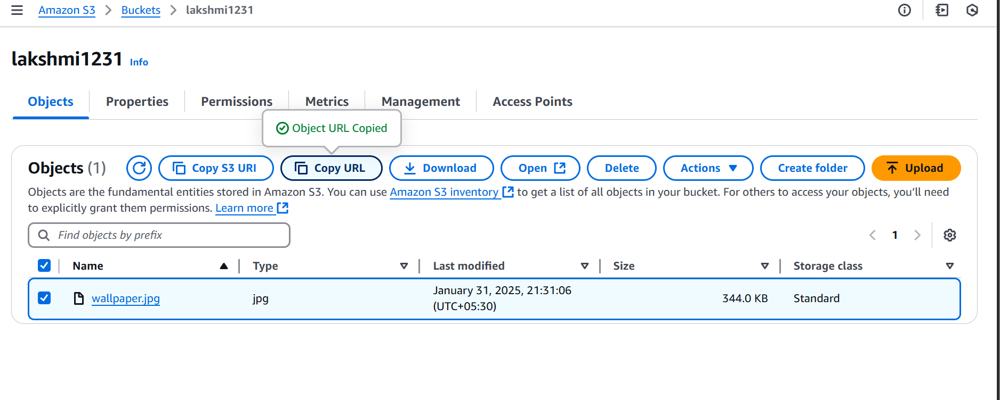 Amazon S3 > Buckets > lakshmi1231
lakshmi1231 Info
Objects Properties Permissions Metrics Management Access Points
Object URL Copied
Objects (1) Copy S3 URI Copy URL Download Open Delete Actions Create folder Upload
Objects are the fundamental entities stored in Amazon S3. You can use Amazon S3 inventory to get a list of all objects in your bucket. For others to access your objects, you’ll need
to explicitly grant them permissions. Learn more
Find objects by prefix 1
Name Type Last modified Size Storage class
wallpaper.jpg jpg January 31, 2025, 21:31:06 344.0 KB Standard
(UTC+05:30)